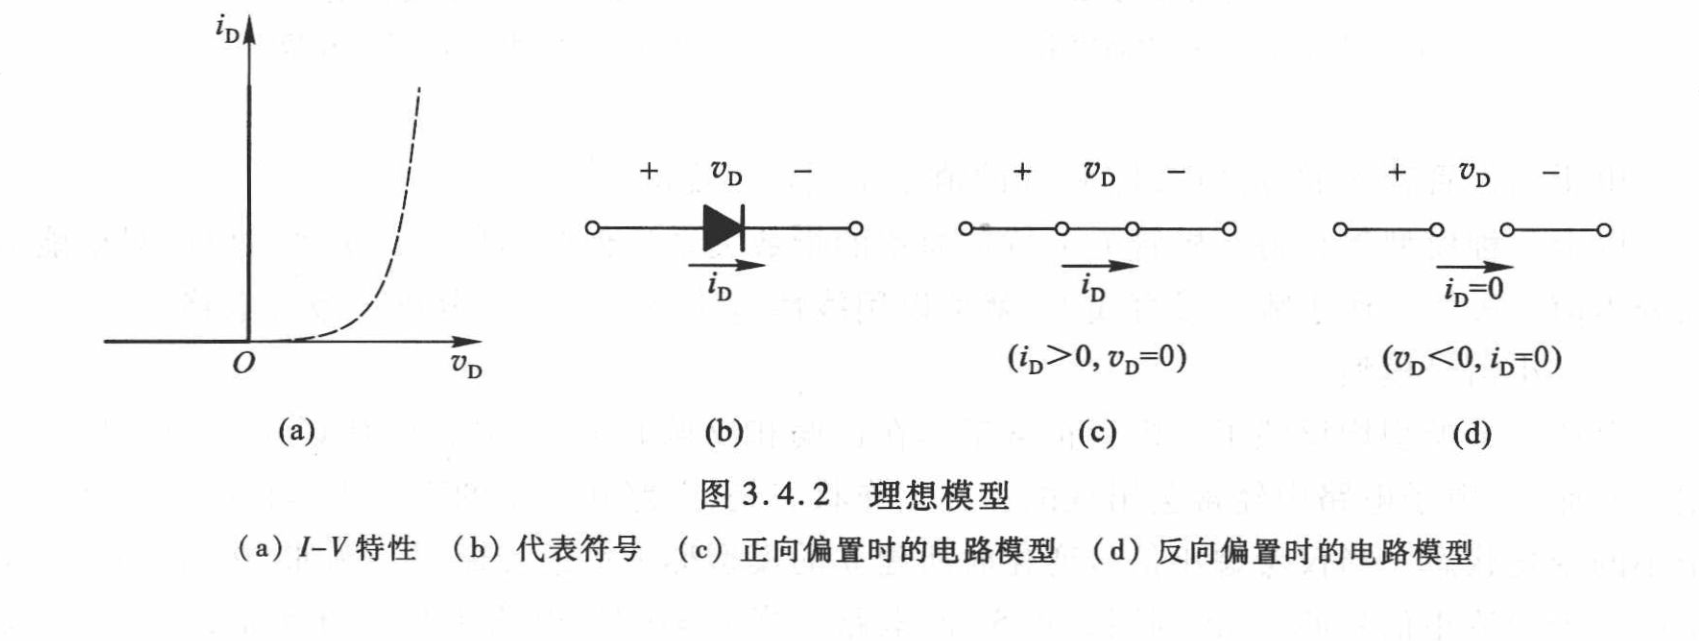 i_D
O
v_D
(a)
+ v_D −
i_D
(b)
+ v_D −
i_D
(i_D>0, v_D=0)
(c)
+ v_D −
i_D=0
(v_D<0, i_D=0)
(d)
图 3.4.2 理想模型
(a) I–V 特性 (b) 代表符号 (c) 正向偏置时的电路模型 (d) 反向偏置时的电路模型